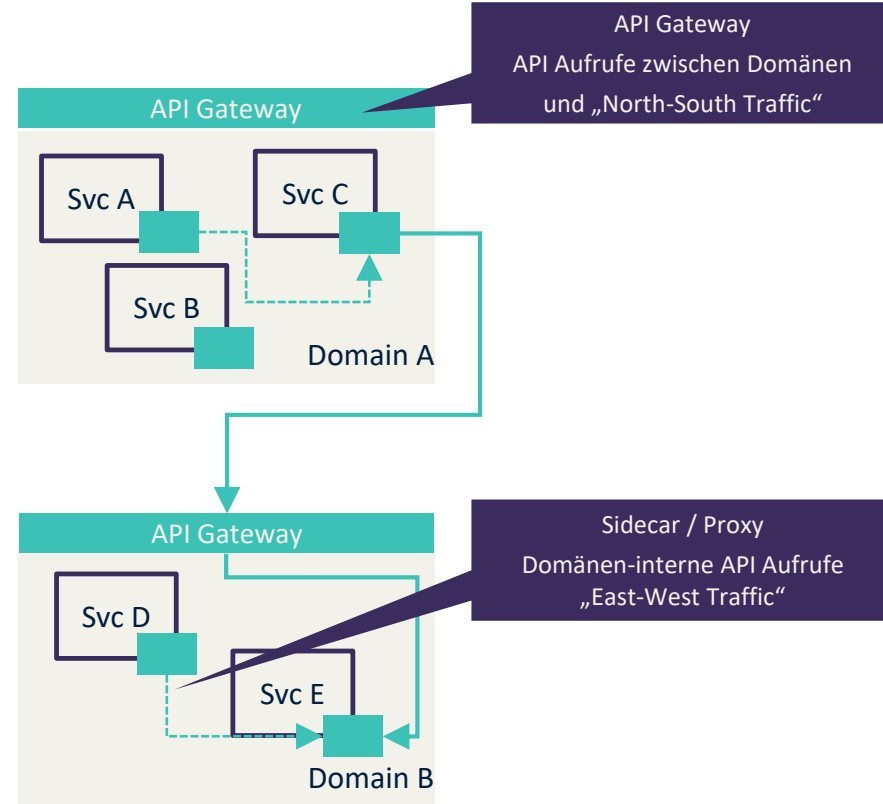 API Gateway
API Aufrufe zwischen Domänen
und „North-South Traffic“
API Gateway
Svc A
Svc C
Svc B
Domain A
API Gateway
Sidecar / Proxy
Domänen-interne API Aufrufe
„East-West Traffic“
Svc D
Svc E
Domain B